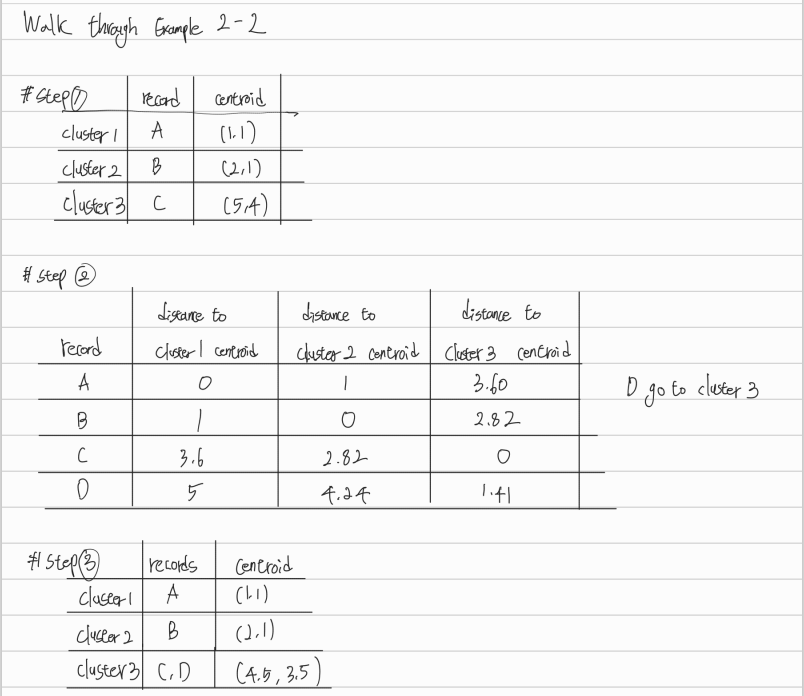 Walk through Example 2-2
# Step ① record centroid
cluster 1 A (1,1)
cluster 2 B (2,1)
cluster 3 C (5,4)
# Step ②
distance to distance to distance to
record cluster 1 centroid cluster 2 centroid cluster 3 centroid
A 0 1 3.60 D go to cluster 3
B 1 0 2.82
C 3.6 2.82 0
D 5 4.24 1.41
# Step ③ records centroid
cluster 1 A (1,1)
cluster 2 B (2,1)
cluster 3 C, D (4.5, 3.5)